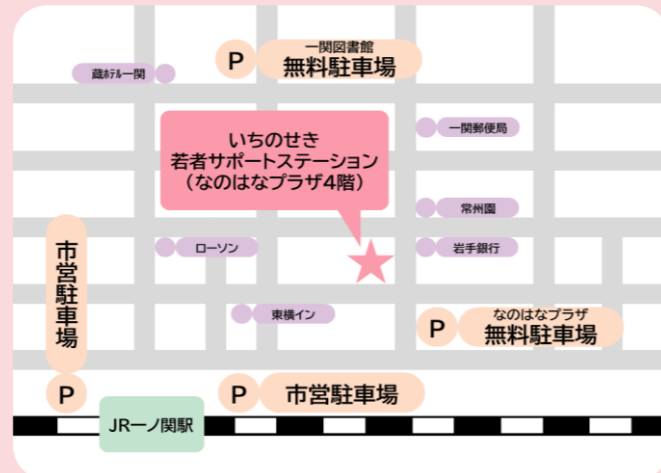 一関図書館
P 無料駐車場
蔵ホテル一関
一関郵便局
いちのせき
若者サポートステーション
（なのはなプラザ4階）
常州園
ローソン
岩手銀行
市営駐車場
東横イン
なのはなプラザ
P 無料駐車場
P
P 市営駐車場
JR一ノ関駅